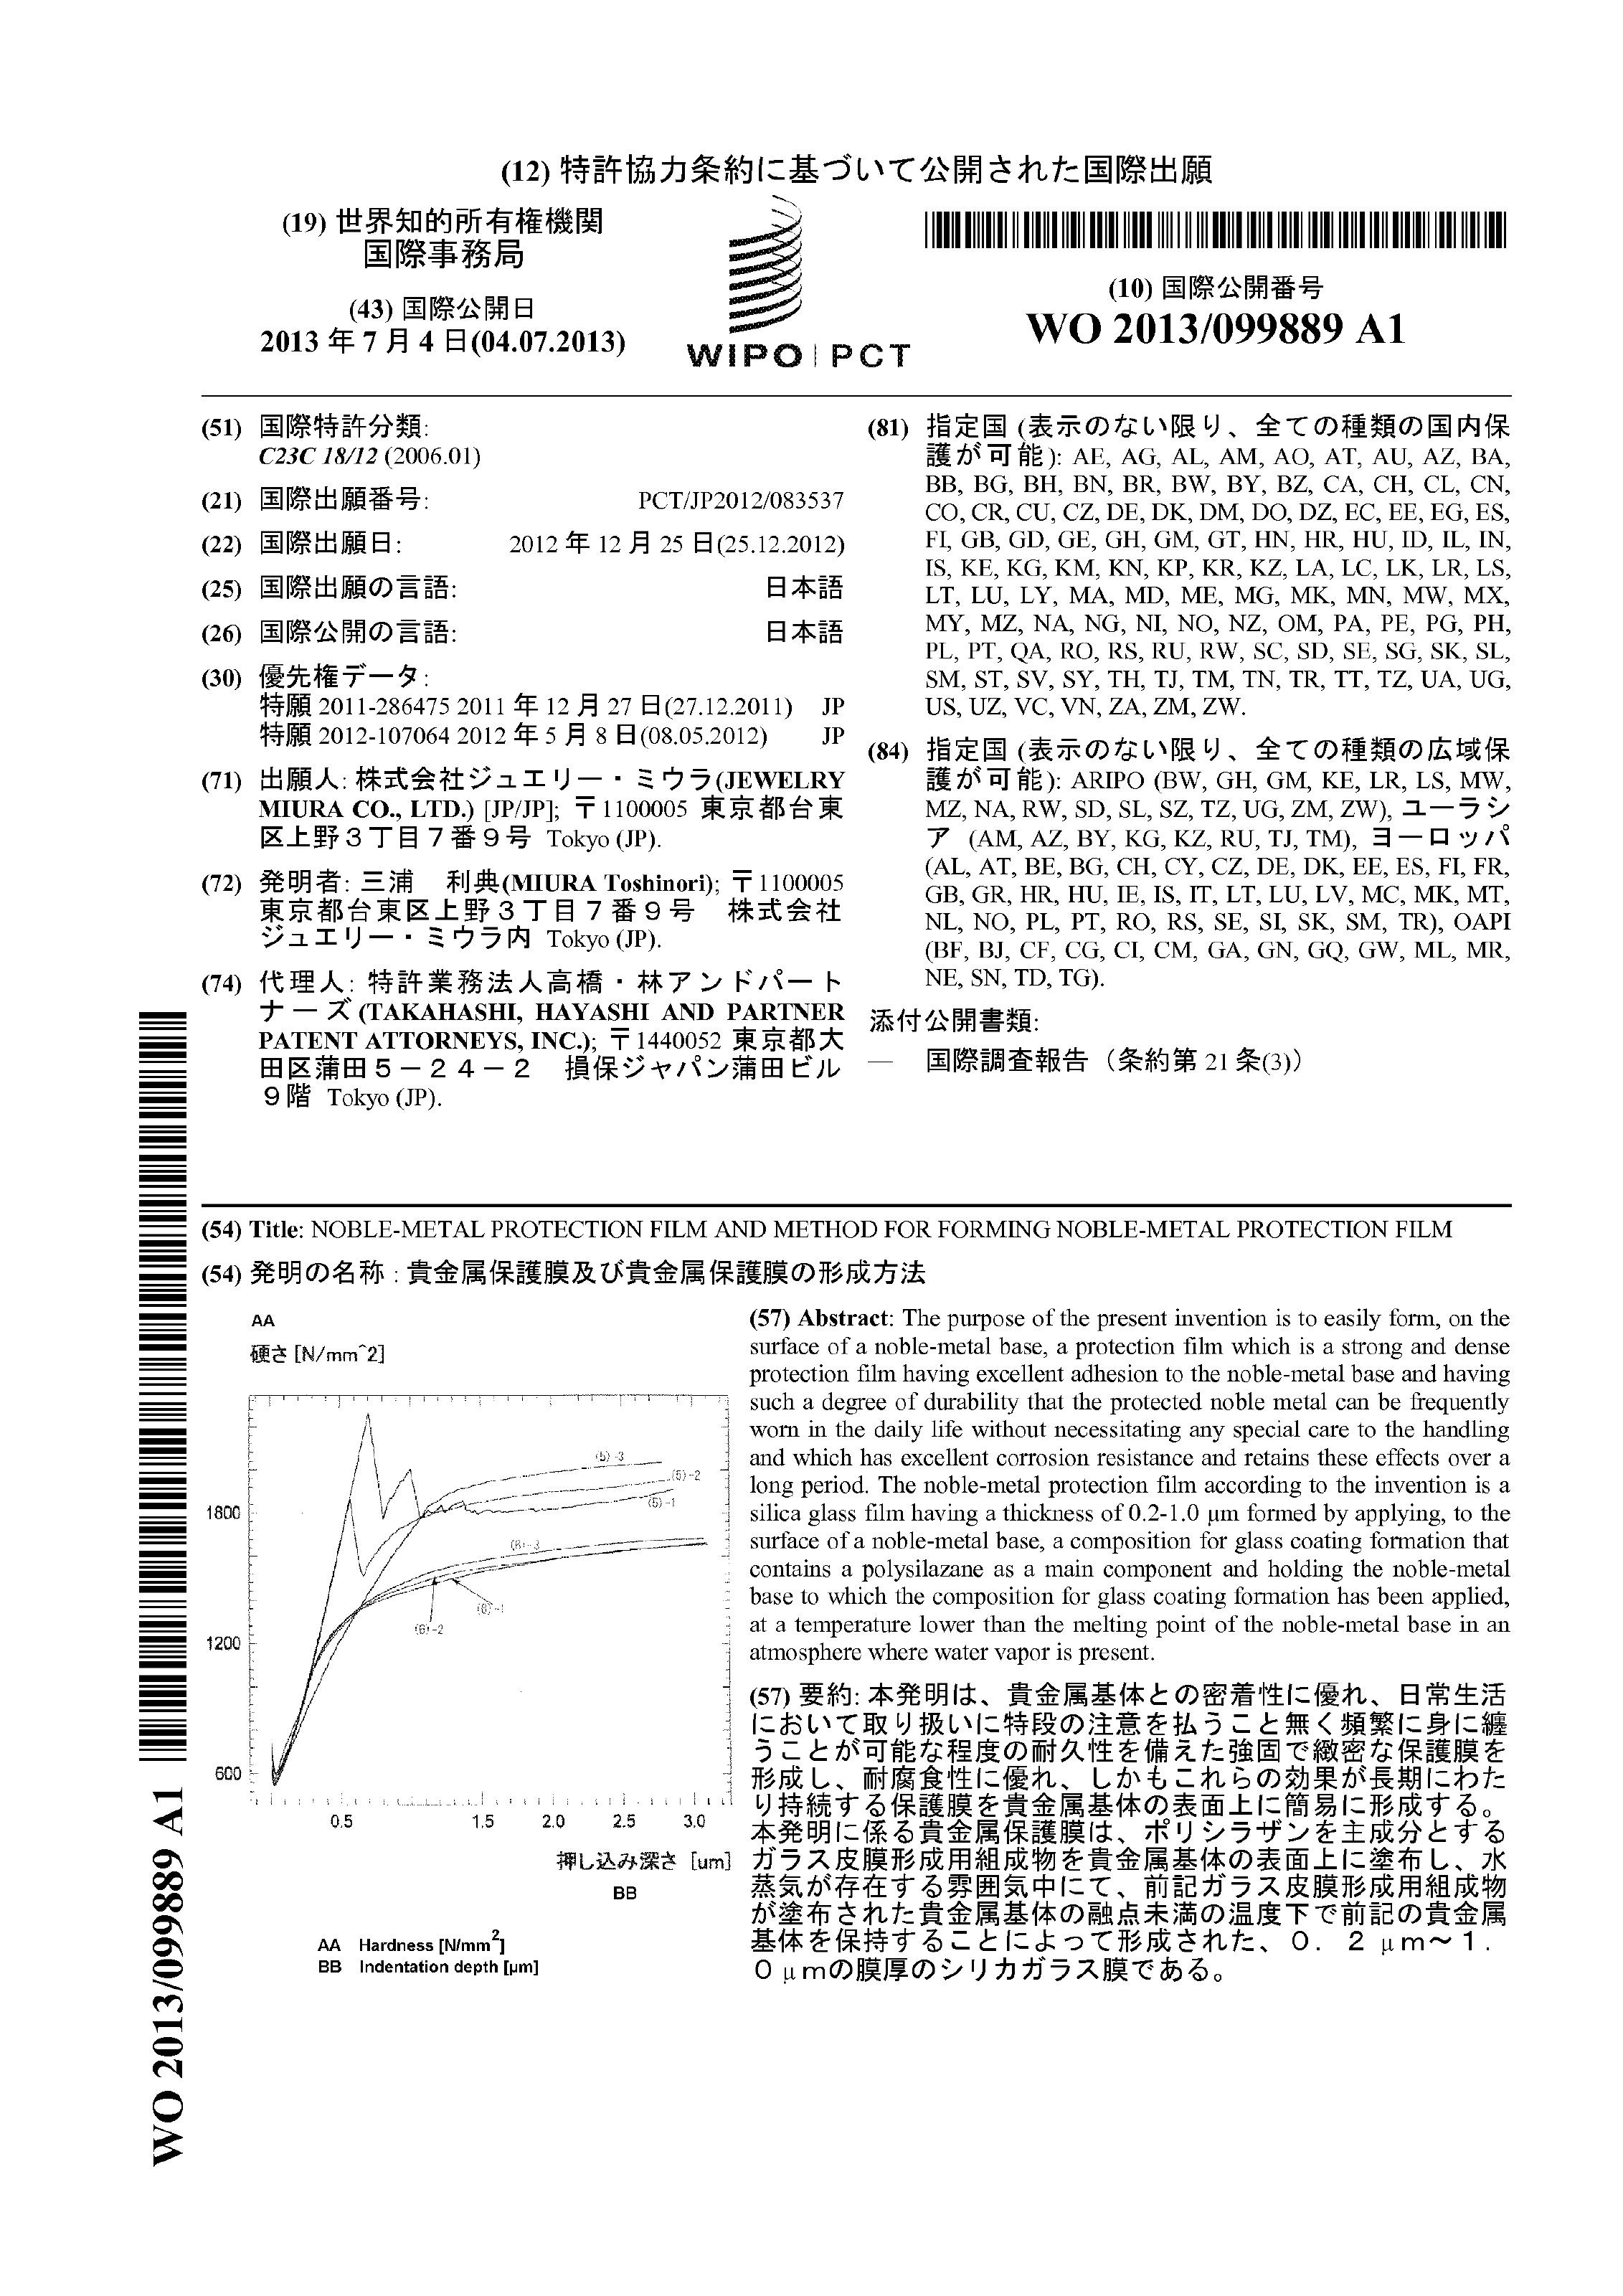 (12) 特許協力条約に基づいて公開された国際出願
(19) 世界知的所有権機関
国際事務局
(43) 国際公開日
2013 年 7 月 4 日(04.07.2013)
WIPO | PCT
(10) 国際公開番号
WO 2013/099889 A1
(51) 国際特許分類:
C23C 18/12 (2006.01)
(21) 国際出願番号: PCT/JP2012/083537
(22) 国際出願日: 2012 年 12 月 25 日(25.12.2012)
(25) 国際出願の言語: 日本語
(26) 国際公開の言語: 日本語
(30) 優先権データ:
特願 2011-286475 2011 年 12 月 27 日(27.12.2011) JP
特願 2012-107064 2012 年 5 月 8 日(08.05.2012) JP
(71) 出願人: 株式会社ジュエリー・ミウラ(JEWELRY
MIURA CO., LTD.) [JP/JP]; 〒1100005 東京都台東
区上野3丁目7番9号 Tokyo (JP).
(72) 発明者: 三浦 利典(MIURA Toshinori); 〒1100005
東京都台東区上野3丁目7番9号 株式会社
ジュエリー・ミウラ内 Tokyo (JP).
(74) 代理人: 特許業務法人高橋・林アンドパート
ナーズ(TAKAHASHI, HAYASHI AND PARTNER
PATENT ATTORNEYS, INC.); 〒1440052 東京都大
田区蒲田5-24-2 損保ジャパン蒲田ビル
9階 Tokyo (JP).
(81) 指定国 (表示のない限り、全ての種類の国内保
護が可能): AE, AG, AL, AM, AO, AT, AU, AZ, BA,
BB, BG, BH, BN, BR, BW, BY, BZ, CA, CH, CL, CN,
CO, CR, CU, CZ, DE, DK, DM, DO, DZ, EC, EE, EG, ES,
FI, GB, GD, GE, GH, GM, GT, HN, HR, HU, ID, IL, IN,
IS, KE, KG, KM, KN, KP, KR, KZ, LA, LC, LK, LR, LS,
LT, LU, LY, MA, MD, ME, MG, MK, MN, MW, MX,
MY, MZ, NA, NG, NI, NO, NZ, OM, PA, PE, PG, PH,
PL, PT, QA, RO, RS, RU, RW, SC, SD, SE, SG, SK, SL,
SM, ST, SV, SY, TH, TJ, TM, TN, TR, TT, TZ, UA, UG,
US, UZ, VC, VN, ZA, ZM, ZW.
(84) 指定国 (表示のない限り、全ての種類の広域保
護が可能): ARIPO (BW, GH, GM, KE, LR, LS, MW,
MZ, NA, RW, SD, SL, SZ, TZ, UG, ZM, ZW), ユーラシ
ア (AM, AZ, BY, KG, KZ, RU, TJ, TM), ヨーロッパ
(AL, AT, BE, BG, CH, CY, CZ, DE, DK, EE, ES, FI, FR,
GB, GR, HR, HU, IE, IS, IT, LT, LU, LV, MC, MK, MT,
NL, NO, PL, PT, RO, RS, SE, SI, SK, SM, TR), OAPI
(BF, BJ, CF, CG, CI, CM, GA, GN, GQ, GW, ML, MR,
NE, SN, TD, TG).
添付公開書類:
— 国際調査報告(条約第 21 条(3))
(54) Title: NOBLE-METAL PROTECTION FILM AND METHOD FOR FORMING NOBLE-METAL PROTECTION FILM
(54) 発明の名称 : 貴金属保護膜及び貴金属保護膜の形成方法
AA
硬さ [N/mm^2]
(5)-3
(5)-2
(5)-1
(6)-3
(6)-1
(6)-2
1800
1200
600
0.5 1.5 2.0 2.5 3.0
押し込み深さ [um]
BB
AA Hardness [N/mm2]
BB Indentation depth [μm]
(57) Abstract: The purpose of the present invention is to easily form, on the
surface of a noble-metal base, a protection film which is a strong and dense
protection film having excellent adhesion to the noble-metal base and having
such a degree of durability that the protected noble metal can be frequently
worn in the daily life without necessitating any special care to the handling
and which has excellent corrosion resistance and retains these effects over a
long period. The noble-metal protection film according to the invention is a
silica glass film having a thickness of 0.2-1.0 μm formed by applying, to the
surface of a noble-metal base, a composition for glass coating formation that
contains a polysilazane as a main component and holding the noble-metal
base to which the composition for glass coating formation has been applied,
at a temperature lower than the melting point of the noble-metal base in an
atmosphere where water vapor is present.
(57) 要約: 本発明は、貴金属基体との密着性に優れ、日常生活
において取り扱いに特段の注意を払うこと無く頻繁に身に纏
うことが可能な程度の耐久性を備えた強固で緻密な保護膜を
形成し、耐腐食性に優れ、しかもこれらの効果が長期にわた
り持続する保護膜を貴金属基体の表面上に簡易に形成する。
本発明に係る貴金属保護膜は、ポリシラザンを主成分とする
ガラス皮膜形成用組成物を貴金属基体の表面上に塗布し、水
蒸気が存在する雰囲気中にて、前記ガラス皮膜形成用組成物
が塗布された貴金属基体の融点未満の温度下で前記の貴金属
基体を保持することによって形成された、0.2μm~1.
0μmの膜厚のシリカガラス膜である。
WO 2013/099889 A1